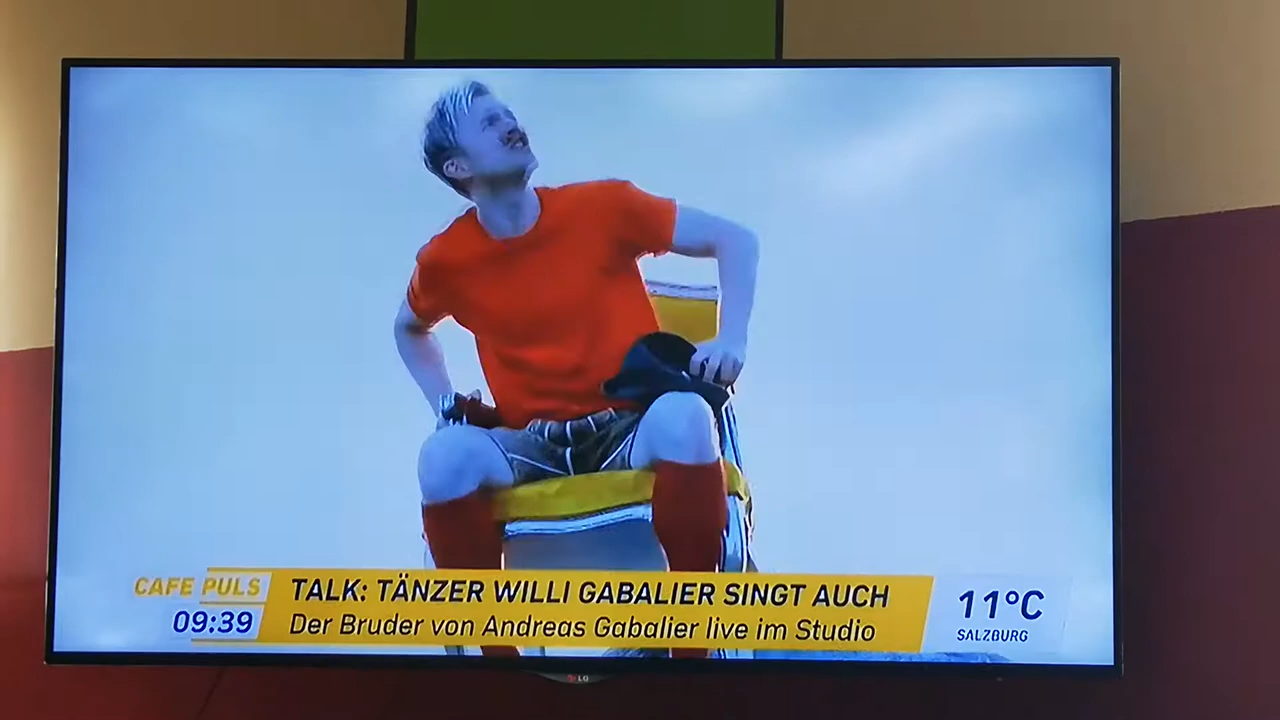 CAFE PULS
09:39
TALK: TÄNZER WILLI GABALIER SINGT AUCH
Der Bruder von Andreas Gabalier live im Studio
11°C
SALZBURG
LG